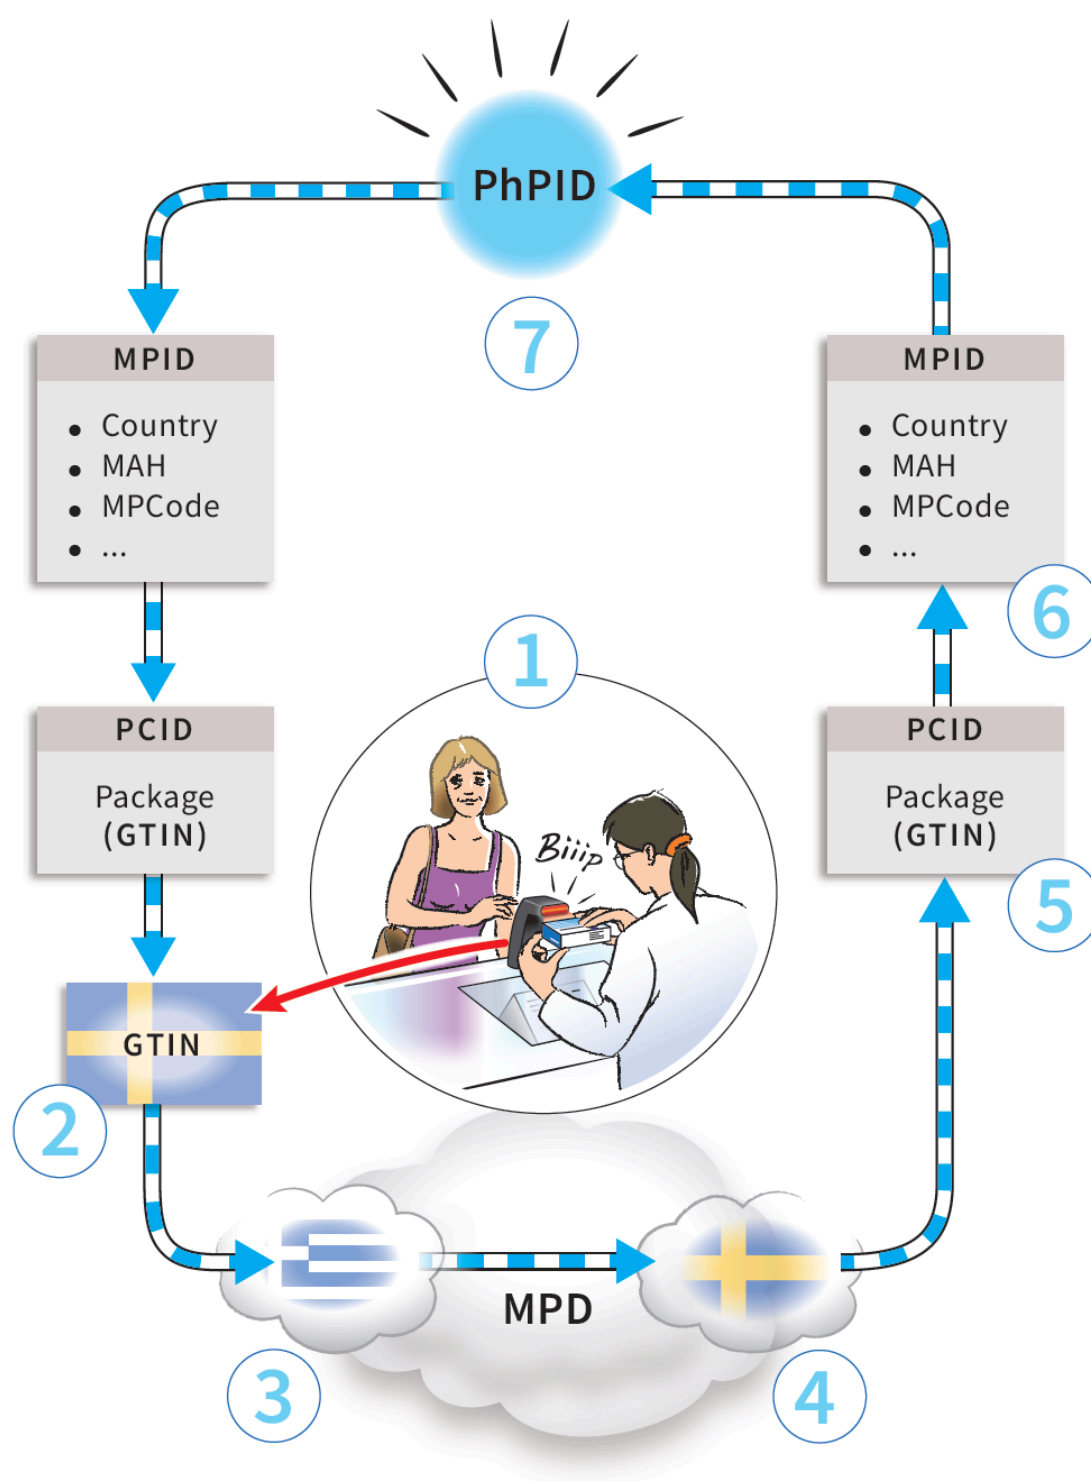 PhPID
7
MPID
• Country
• MAH
• MPCode
• ...
MPID
• Country
• MAH
• MPCode
• ...
6
1
PCID
Package
(GTIN)
PCID
Package
(GTIN)
5
Biiip
GTIN
2
MPD
3
4